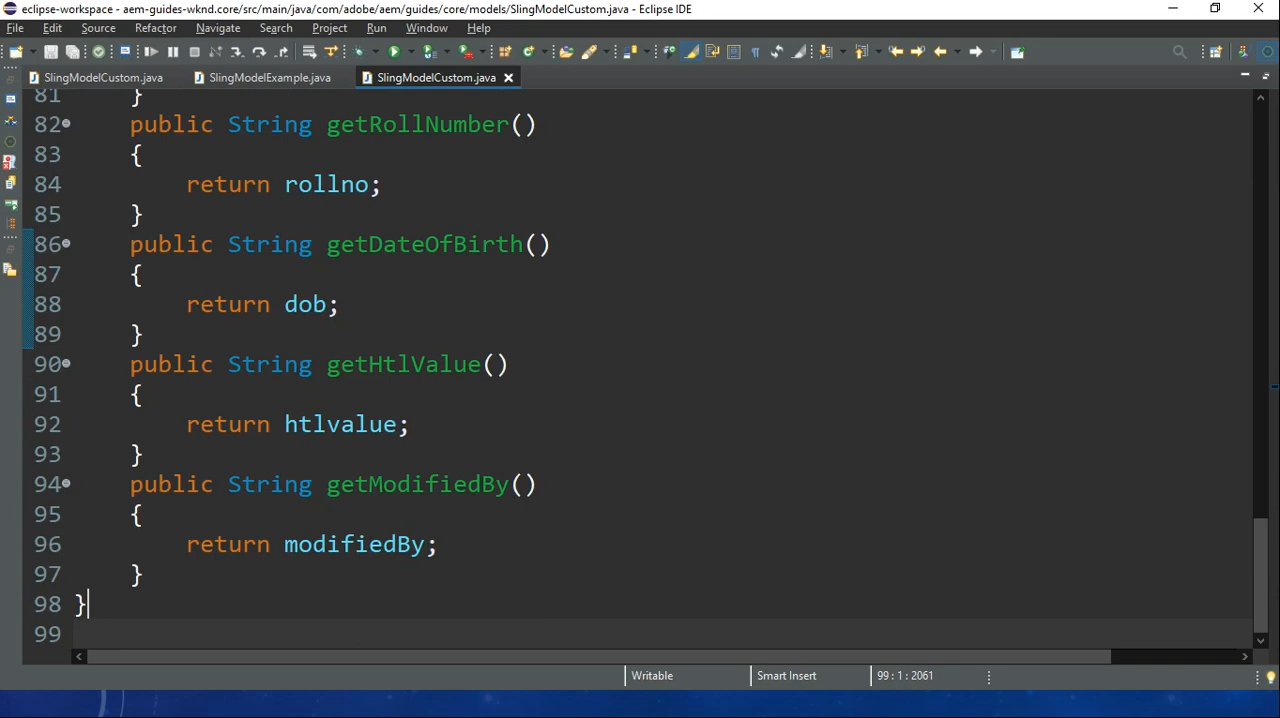 eclipse-workspace - aem-guides-wknd.core/src/main/java/com/adobe/aem/guides/core/models/SlingModelCustom.java - Eclipse IDE
File Edit Source Refactor Navigate Search Project Run Window Help
SlingModelCustom.java SlingModelExample.java SlingModelCustom.java
81 }
82 public String getRollNumber()
83 {
84 return rollno;
85 }
86 public String getDateOfBirth()
87 {
88 return dob;
89 }
90 public String getHtlValue()
91 {
92 return htlvalue;
93 }
94 public String getModifiedBy()
95 {
96 return modifiedBy;
97 }
98 }
99
Writable Smart Insert 99 : 1 : 2061